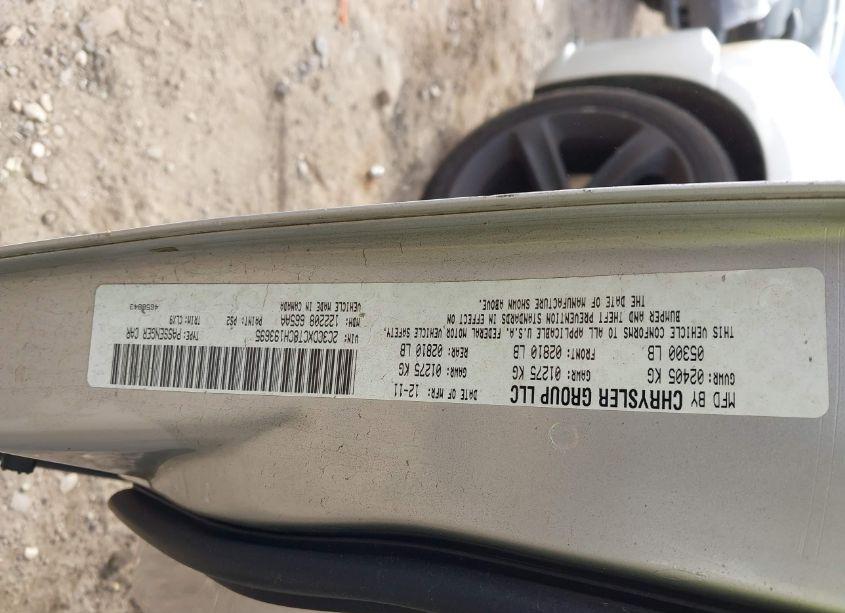 MFD BY CHRYSLER GROUP LLC DATE OF MFR: 12-11
GVWR: 02405 KG GAWR: 01275 KG GAWR: 01275 KG
05300 LB FRONT: 02810 LB REAR: 02810 LB
THIS VEHICLE CONFORMS TO ALL APPLICABLE U.S.A. FEDERAL MOTOR VEHICLE SAFETY,
BUMPER AND THEFT PREVENTION STANDARDS IN EFFECT ON
THE DATE OF MANUFACTURE SHOWN ABOVE.
VIN: 2C3CDXCT8CH193695 TYPE: PASSENGER CAR
MDH: 122208 665AA PAINT: PS2 TRIM: CLX9
VEHICLE MADE IN CANADA 4658843